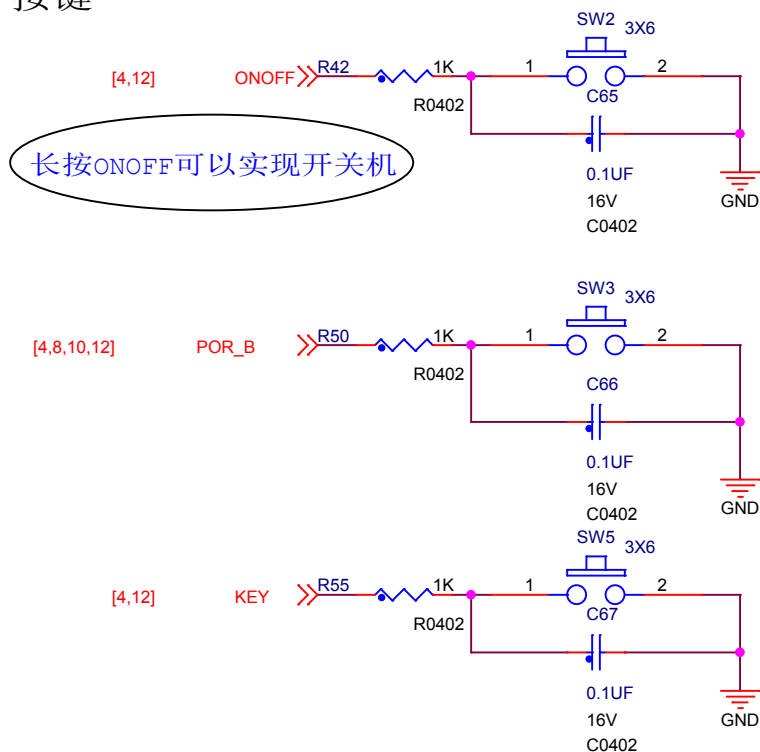 按键
SW2 3X6
[4,12] ONOFF R42 1K 1 2
R0402 C65
长按ONOFF可以实现开关机
0.1UF
16V GND
C0402
SW3 3X6
[4,8,10,12] POR_B R50 1K 1 2
R0402 C66
0.1UF
16V
C0402 GND
SW5 3X6
[4,12] KEY R55 1K 1 2
R0402 C67
0.1UF
16V GND
C0402